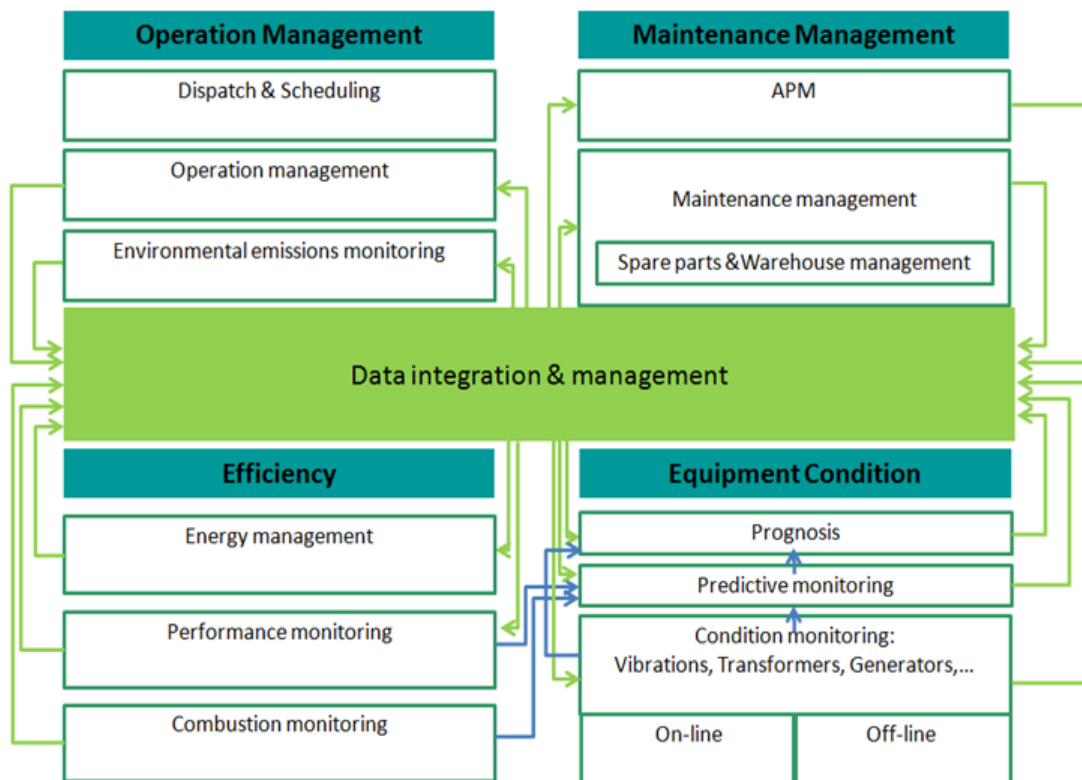 Operation Management
Dispatch & Scheduling
Operation management
Environmental emissions monitoring
Maintenance Management
APM
Maintenance management
Spare parts &Warehouse management
Data integration & management
Efficiency
Energy management
Performance monitoring
Combustion monitoring
Equipment Condition
Prognosis
Predictive monitoring
Condition monitoring:
Vibrations, Transformers, Generators,...
On-line
Off-line